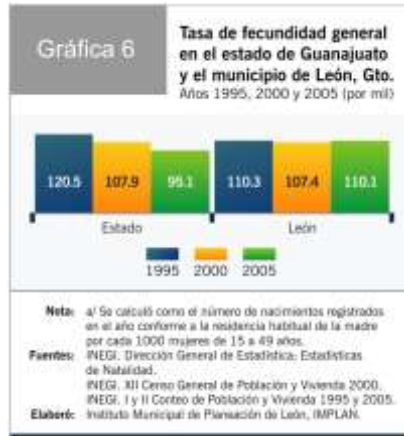 Gráfica 6
Tasa de fecundidad general
en el estado de Guanajuato
y el municipio de León, Gto.
Años 1995, 2000 y 2005 (por mil)
120.5 107.9 95.1 110.3 107.4 110.1
Estado León
1995 2000 2005
Nota: a/ Se calculó como el número de nacimientos registrados
en el año conforme a la residencia habitual de la madre
por cada 1000 mujeres de 15 a 49 años.
Fuentes: INEGI. Dirección General de Estadística; Estadísticas
de Natalidad.
INEGI. XII Censo General de Población y Vivienda 2000.
INEGI. I y II Conteo de Población y Vivienda 1995 y 2005.
Elaboró: Instituto Municipal de Planeación de León, IMPLAN.